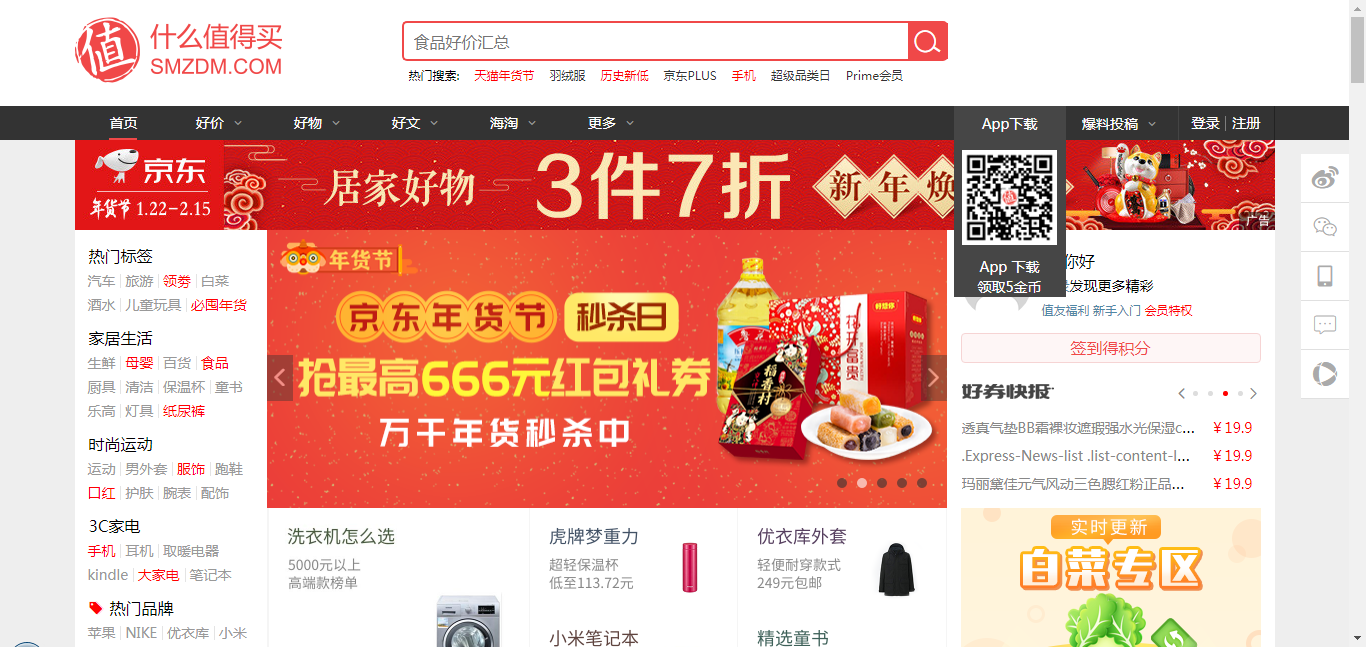 值
什么值得买
SMZDM.COM
食品好价汇总
热门搜索: 天猫年货节 羽绒服 历史新低 京东PLUS 手机 超级品类日 Prime会员
首页 好价 好物 好文 海淘 更多 App下载 爆料投稿 登录 注册
京东
年货节 1.22-2.15
居家好物 3件7折 新年焕
广告
App 下载
领取5金币
热门标签
汽车 旅游 领券 白菜
酒水 儿童玩具 必囤年货
家居生活
生鲜 母婴 百货 食品
厨具 清洁 保温杯 童书
乐高 灯具 纸尿裤
时尚运动
运动 男外套 服饰 跑鞋
口红 护肤 腕表 配饰
3C家电
手机 耳机 取暖电器
kindle 大家电 笔记本
热门品牌
苹果 NIKE 优衣库 小米
年货节
京东年货节 秒杀日
抢最高666元红包礼券
万千年货秒杀中
好想你
花开富贵
稻香村
洗衣机怎么选
5000元以上
高端款榜单
虎牌梦重力
超轻保温杯
低至113.72元
优衣库外套
轻便耐穿款式
249元包邮
小米笔记本
精选童书
你好
发现更多精彩
值友福利 新手入门 会员特权
签到得积分
好券快报
透真气垫BB霜裸妆遮瑕强水光保湿c... ¥19.9
.Express-News-list .list-content-l... ¥19.9
玛丽黛佳元气风动三色腮红粉正品... ¥19.9
实时更新
白菜专区